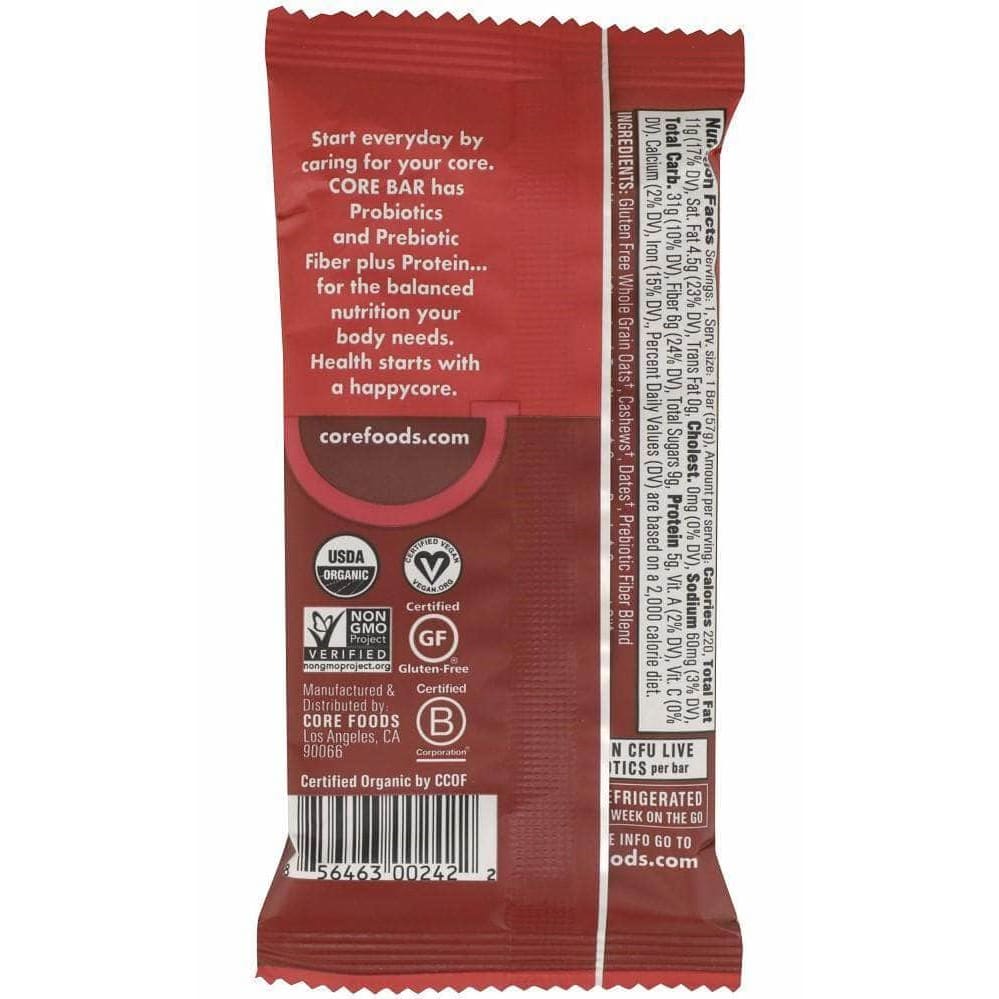 Start everyday by
caring for your core.
CORE BAR has
Probiotics
and Prebiotic
Fiber plus Protein...
for the balanced
nutrition your
body needs.
Health starts with
a happycore.
corefoods.com
USDA
ORGANIC
CERTIFIED VEGAN
VEGAN.ORG
NON
GMO
Project
VERIFIED
nongmoproject.org
Certified
GF
Gluten-Free®
Manufactured &
Distributed by:
CORE FOODS
Los Angeles, CA
90066
Certified
B
Corporation
Certified Organic by CCOF
8 56463 00242 2
Facts Servings: 1, Serv. size: 1 Bar (57g), Amount per serving: Calories 220, Total Fat
11g (17% DV), Sat. Fat 4.5g (23% DV), Trans Fat 0g, Cholest. 0mg (0% DV), Sodium 60mg (3% DV),
Total Carb. 31g (10% DV), Fiber 6g (24% DV), Total Sugars 9g, Protein 5g, Vit. A (2% DV), Vit. C (0%
DV), Calcium (2% DV), Iron (15% DV), Percent Daily Values (DV) are based on a 2,000 calorie diet.
INGREDIENTS: Gluten Free Whole Grain Oats†, Cashews†, Dates†, Prebiotic Fiber Blend
N CFU LIVE
OTICS per bar
EFRIGERATED
WEEK ON THE GO
E INFO GO TO
ods.com